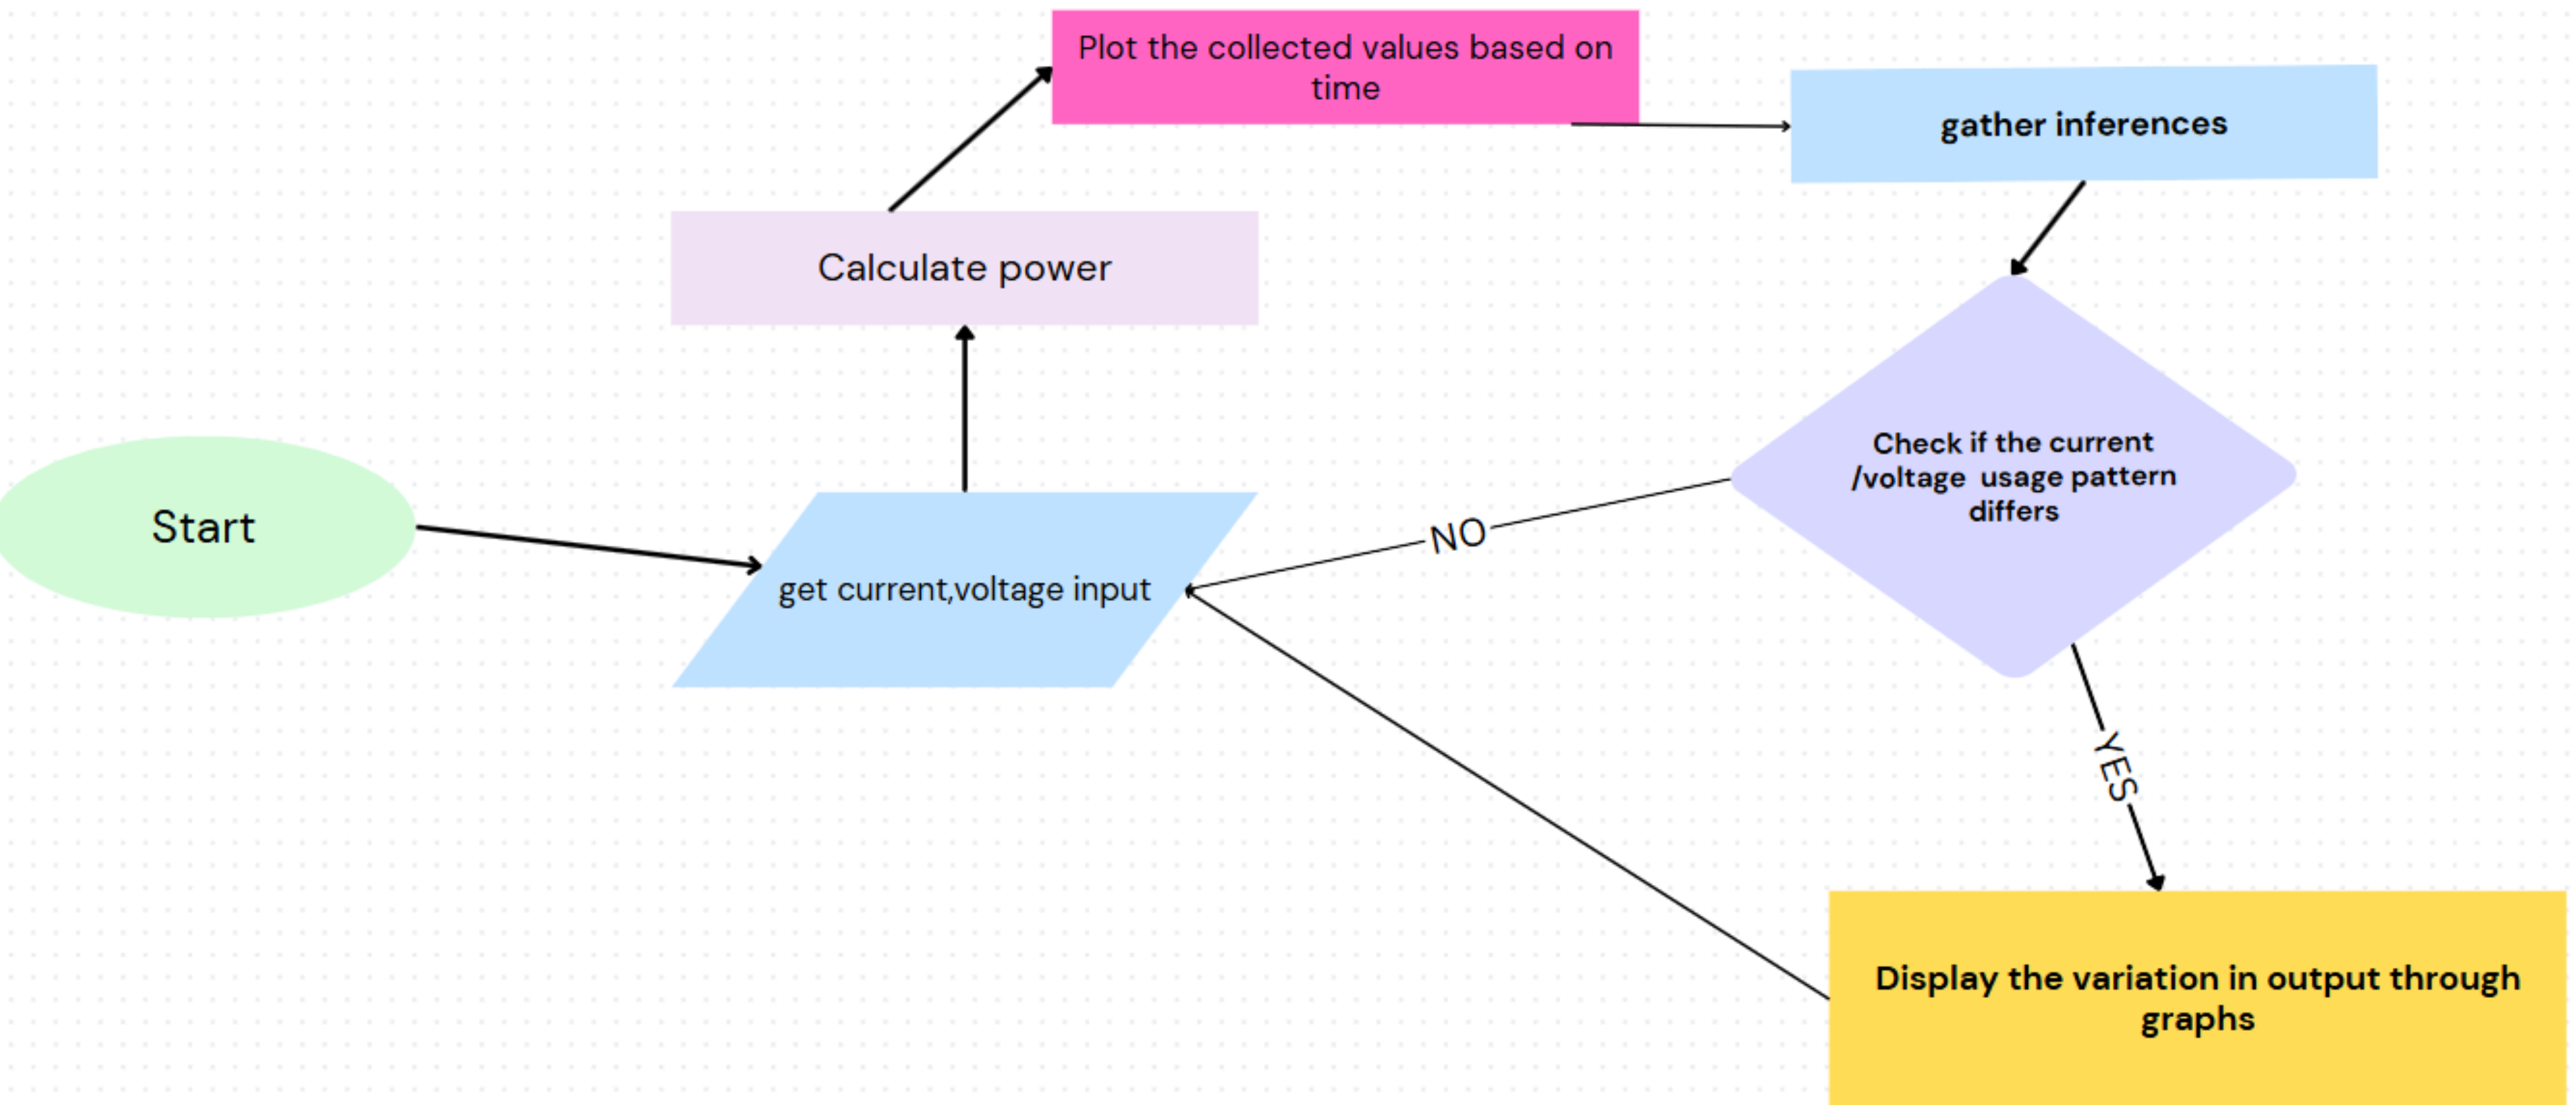 Plot the collected values based on
time
gather inferences
Calculate power
Check if the current
/voltage usage pattern
differs
Start
NO
get current,voltage input
YES
Display the variation in output through
graphs